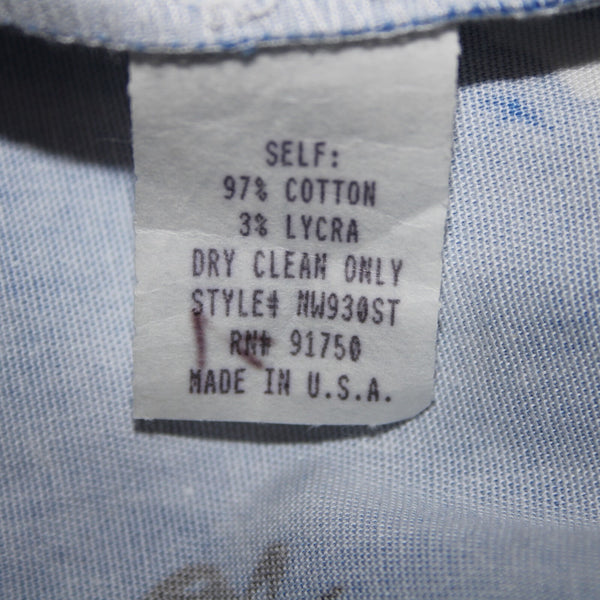 SELF:
97% COTTON
3% LYCRA
DRY CLEAN ONLY
STYLE# NW930ST
RN# 91750
MADE IN U.S.A.